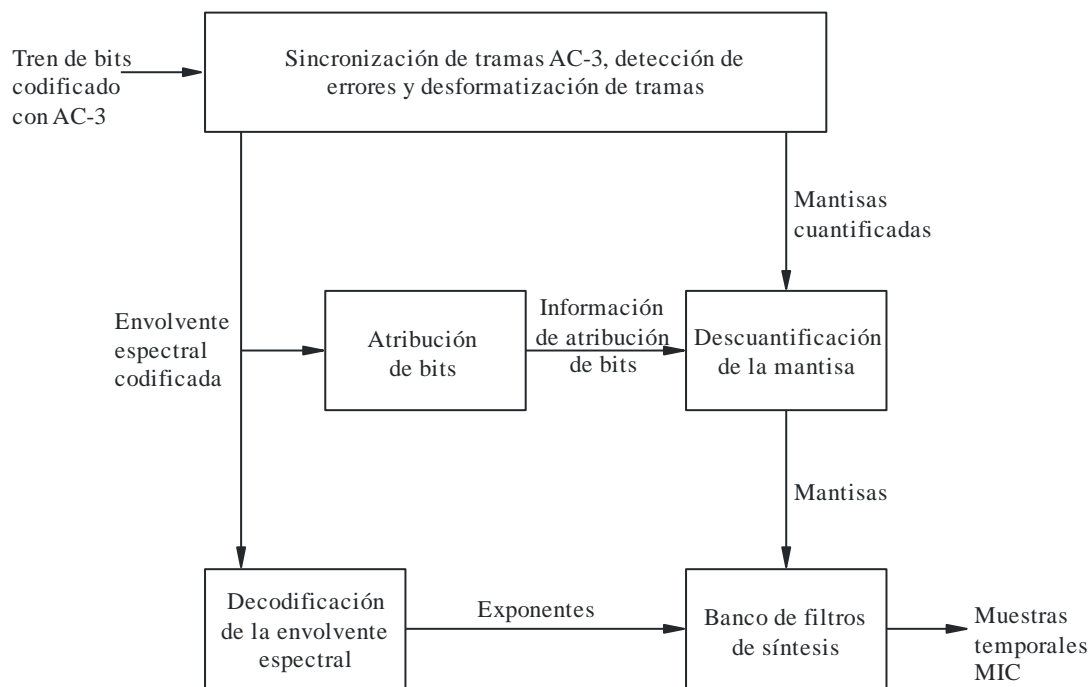 Tren de bits
codificado
con AC-3
Sincronización de tramas AC-3, detección de
errores y desformatización de tramas
Mantisas
cuantificadas
Envolvente
espectral
codificada
Atribución
de bits
Información
de atribución
de bits
Descuantificación
de la mantisa
Mantisas
Decodificación
de la envolvente
espectral
Exponentes
Banco de filtros
de síntesis
Muestras
temporales
MIC